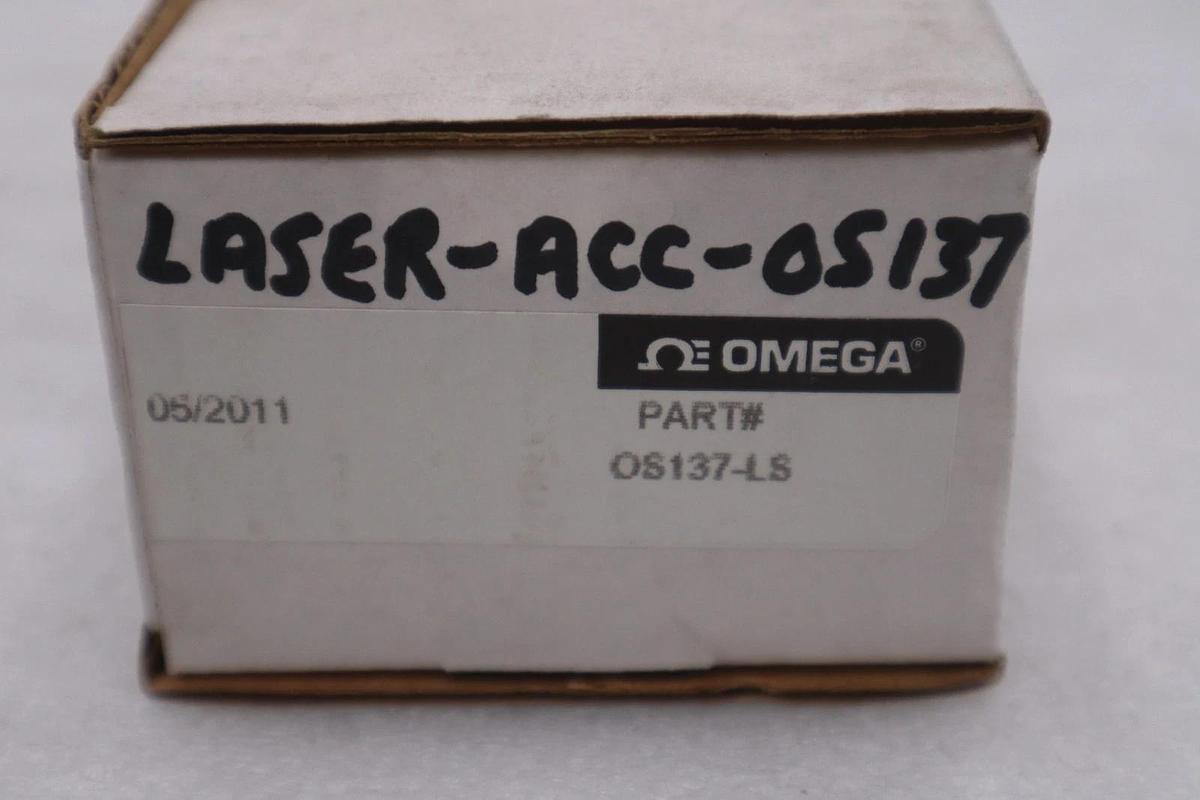 LASER-ACC-OS137
OMEGA®
05/2011
PART#
OS137-LS